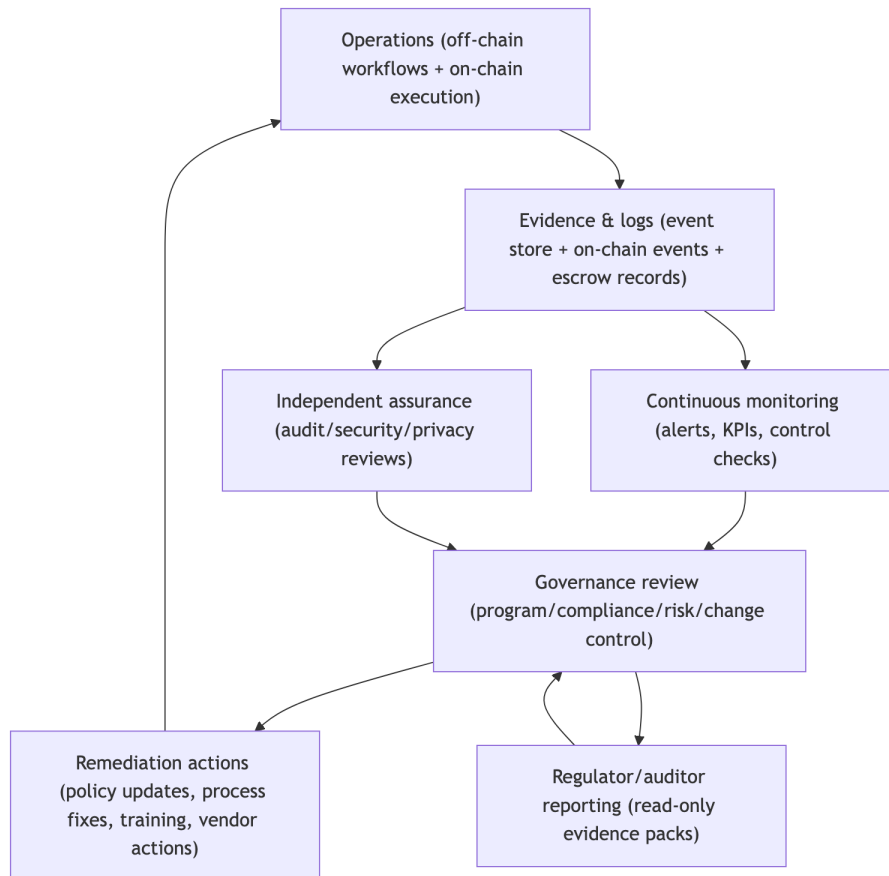 Operations (off-chain
workflows + on-chain
execution)
Evidence & logs (event
store + on-chain events +
escrow records)
Independent assurance
(audit/security/privacy
reviews)
Continuous monitoring
(alerts, KPIs, control
checks)
Governance review
(program/compliance/risk/change
control)
Remediation actions
(policy updates, process
fixes, training, vendor
actions)
Regulator/auditor
reporting (read-only
evidence packs)